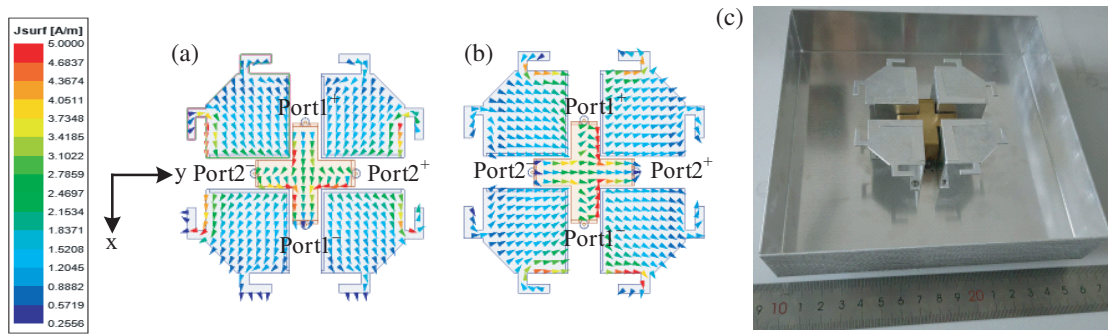 Jsurf [A/m]
5.0000
4.6837
4.3674
4.0511
3.7348
3.4185
3.1022
2.7859
2.4697
2.1534
1.8371
1.5208
1.2045
0.8882
0.5719
0.2556
(a)
Port1+
Port2- Port2+
Port1-
y
x
(b)
Port1+
Port2- Port2+
Port1-
(c)
9 10 1 2 3 4 5 6 7 8 9 20 1 2 3 4 5 6 7